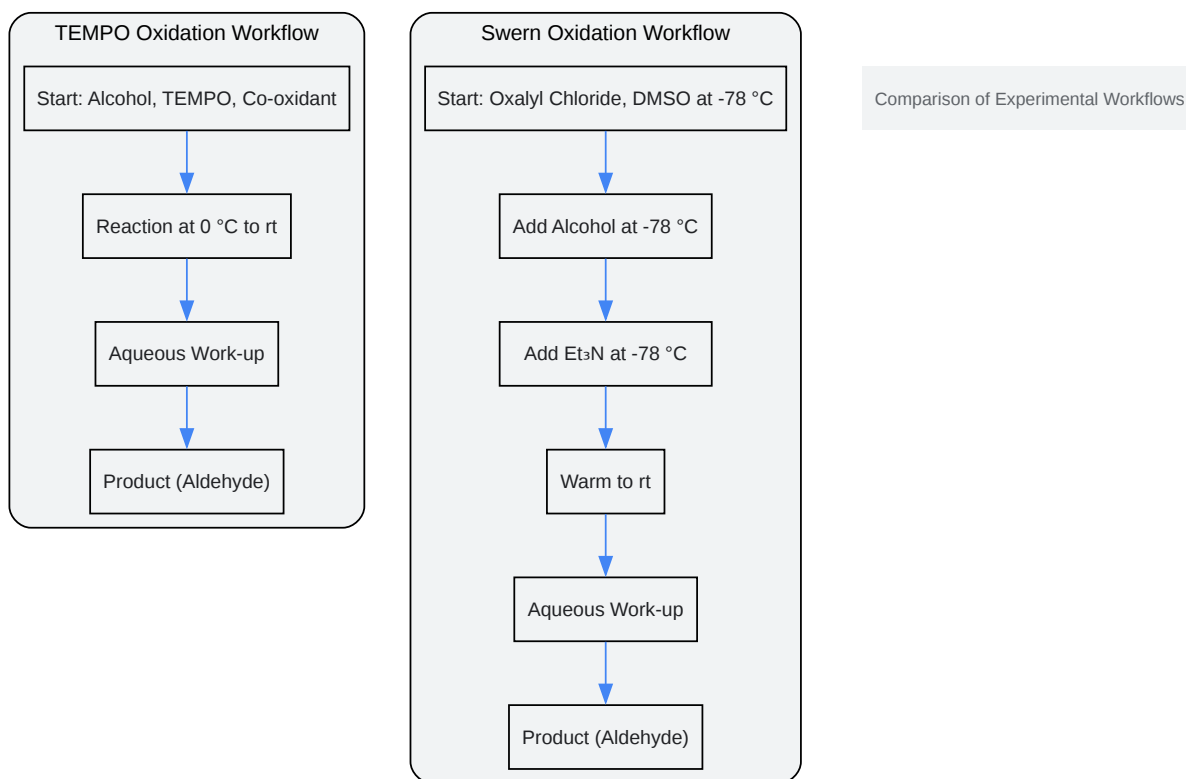 TEMPO Oxidation Workflow
Start: Alcohol, TEMPO, Co-oxidant
Reaction at 0 °C to rt
Aqueous Work-up
Product (Aldehyde)
Swern Oxidation Workflow
Start: Oxalyl Chloride, DMSO at -78 °C
Add Alcohol at -78 °C
Add Et₃N at -78 °C
Warm to rt
Aqueous Work-up
Product (Aldehyde)
Comparison of Experimental Workflows